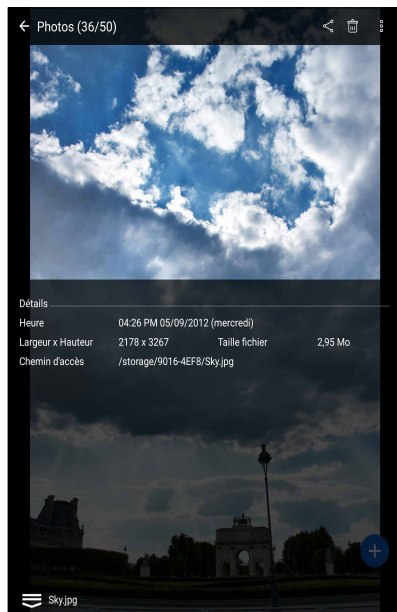 Photos (36/50)
Détails
Heure 04:26 PM 05/09/2012 (mercredi)
Largeur x Hauteur 2178 x 3267 Taille fichier 2,95 Mo
Chemin d'accès /storage/9016-4EF8/Sky.jpg
Sky.jpg